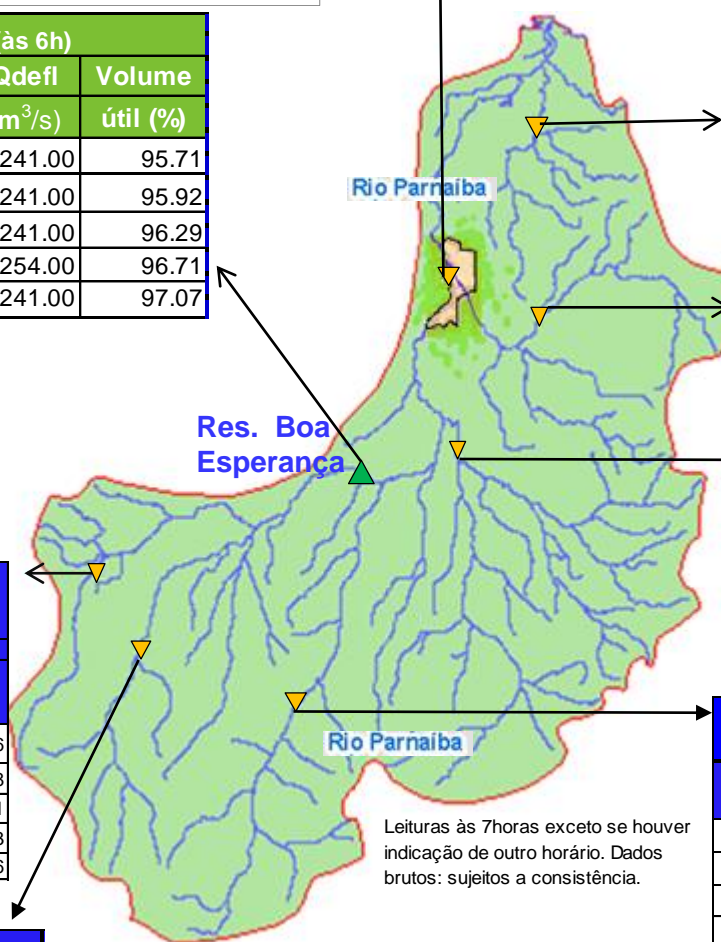 (às 6h)
Qdefl Volume
m³/s) útil (%)
241.00 95.71
241.00 95.92
241.00 96.29
254.00 96.71
241.00 97.07
Rio Parnaíba
Res. Boa
Esperança
Rio Parnaíba
Leituras às 7horas exceto se houver
indicação de outro horário. Dados
brutos: sujeitos a consistência.